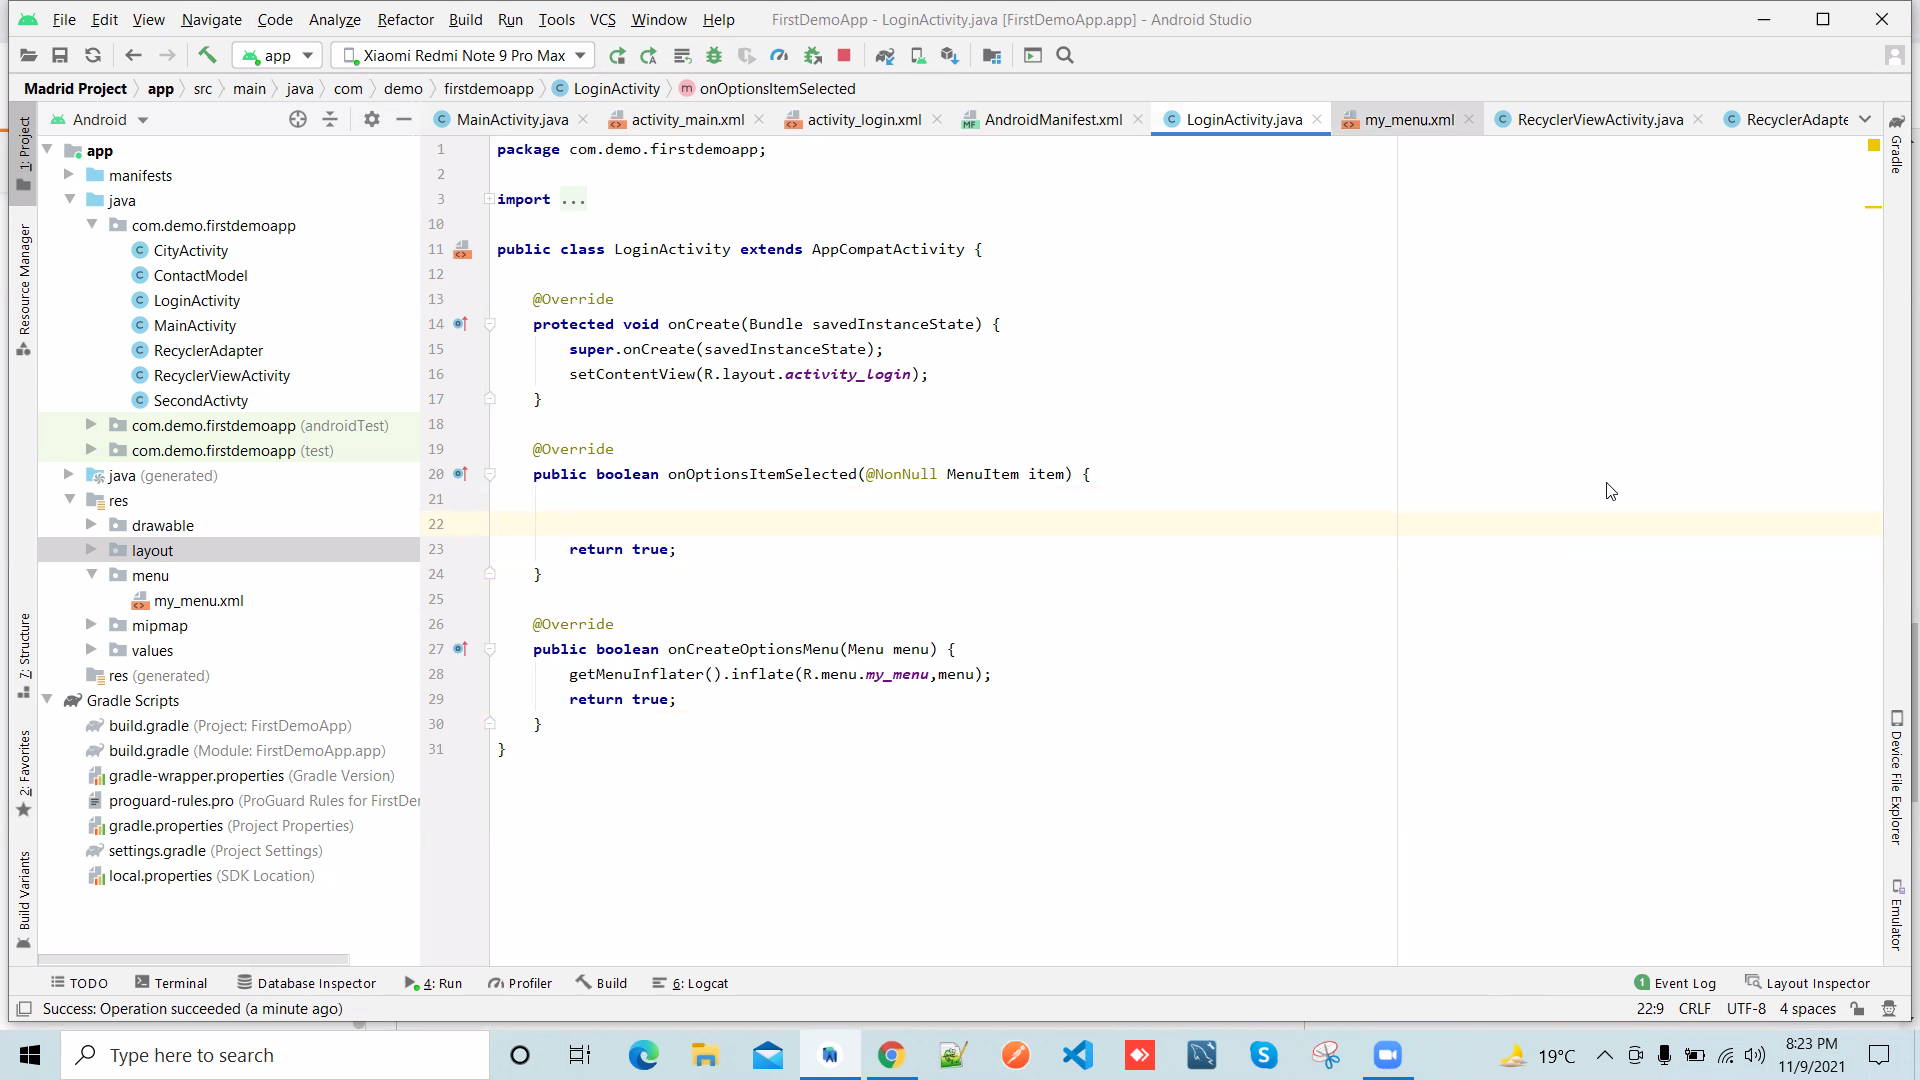 File Edit View Navigate Code Analyze Refactor Build Run Tools VCS Window Help FirstDemoApp - LoginActivity.java [FirstDemoApp.app] - Android Studio
app Xiaomi Redmi Note 9 Pro Max
Madrid Project app src main java com demo firstdemoapp LoginActivity onOptionsItemSelected
Android MainActivity.java activity_main.xml activity_login.xml AndroidManifest.xml LoginActivity.java my_menu.xml RecyclerViewActivity.java RecyclerAdapte
1: Project
Resource Manager
7: Structure
2: Favorites
Build Variants
app
manifests
java
com.demo.firstdemoapp
CityActivity
ContactModel
LoginActivity
MainActivity
RecyclerAdapter
RecyclerViewActivity
SecondActivty
com.demo.firstdemoapp (androidTest)
com.demo.firstdemoapp (test)
java (generated)
res
drawable
layout
menu
my_menu.xml
mipmap
values
res (generated)
Gradle Scripts
build.gradle (Project: FirstDemoApp)
build.gradle (Module: FirstDemoApp.app)
gradle-wrapper.properties (Gradle Version)
proguard-rules.pro (ProGuard Rules for FirstDer
gradle.properties (Project Properties)
settings.gradle (Project Settings)
local.properties (SDK Location)
1 package com.demo.firstdemoapp;
2
3 import ...
10
11 public class LoginActivity extends AppCompatActivity {
12
13 @Override
14 protected void onCreate(Bundle savedInstanceState) {
15 super.onCreate(savedInstanceState);
16 setContentView(R.layout.activity_login);
17 }
18
19 @Override
20 public boolean onOptionsItemSelected(@NonNull MenuItem item) {
21
22
23 return true;
24 }
25
26 @Override
27 public boolean onCreateOptionsMenu(Menu menu) {
28 getMenuInflater().inflate(R.menu.my_menu,menu);
29 return true;
30 }
31 }
Gradle
Device File Explorer
Emulator
TODO Terminal Database Inspector 4: Run Profiler Build 6: Logcat 1 Event Log Layout Inspector
Success: Operation succeeded (a minute ago) 22:9 CRLF UTF-8 4 spaces
Type here to search 19°C 8:23 PM
11/9/2021